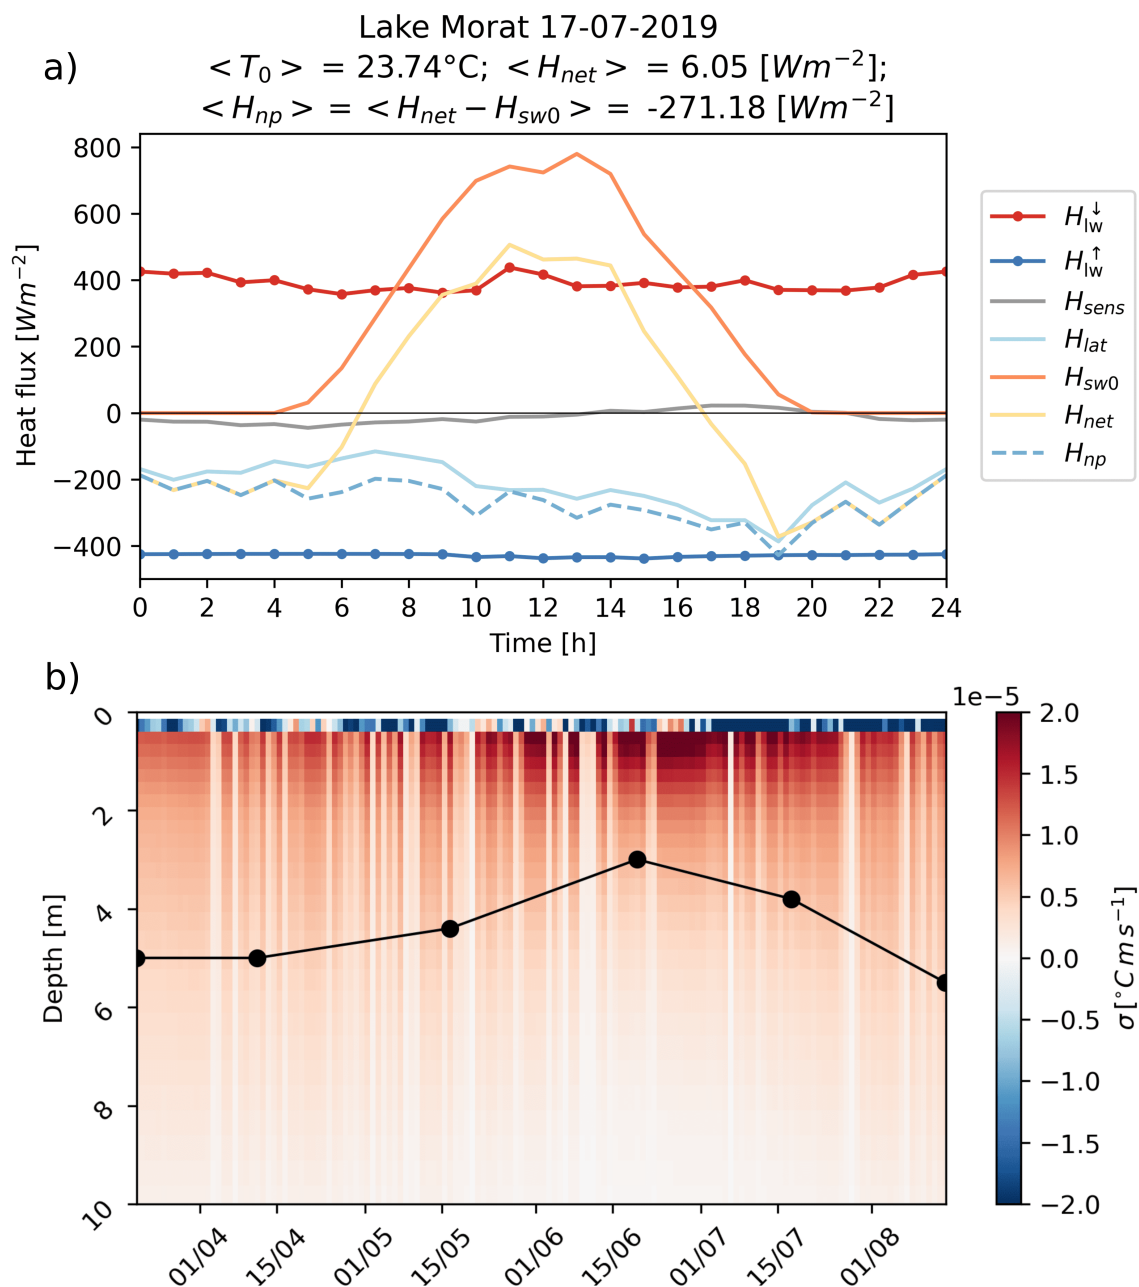 Lake Morat 17-07-2019
a)
< T₀ > = 23.74°C; < H_net > = 6.05 [Wm⁻²];
< H_np > = < H_net − H_sw0 > = -271.18 [Wm⁻²]
800
600
400
200
0
−200
−400
Heat flux [Wm⁻²]
0 2 4 6 8 10 12 14 16 18 20 22 24
Time [h]
H_lw^↓
H_lw^↑
H_sens
H_lat
H_sw0
H_net
H_np
b)
0
2
4
6
8
10
Depth [m]
01/04 15/04 01/05 15/05 01/06 15/06 01/07 15/07 01/08
1e−5
2.0
1.5
1.0
0.5
0.0
−0.5
−1.0
−1.5
−2.0
σ [°C m s⁻¹]